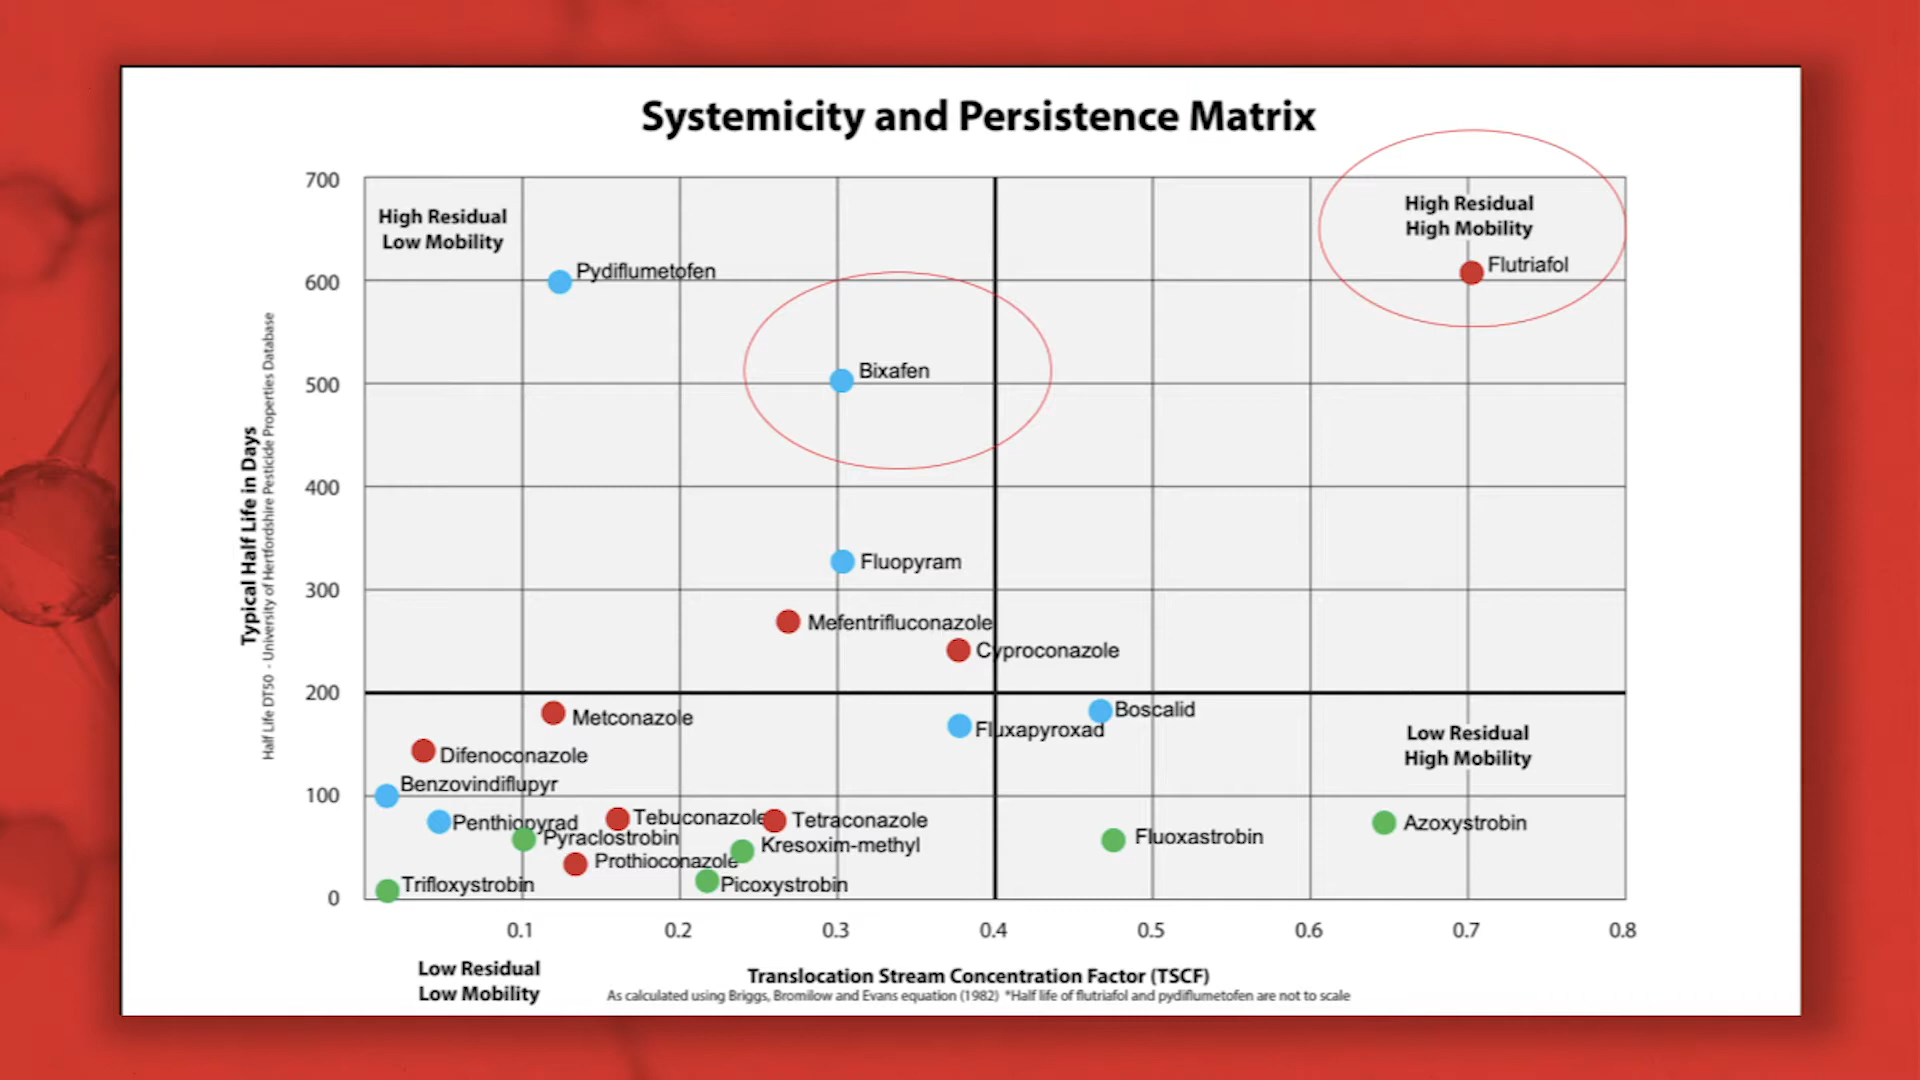 Systemicity and Persistence Matrix
700
High Residual
Low Mobility
High Residual
High Mobility
Flutriafol
Pydiflumetofen
600
Bixafen
500
400
Fluopyram
300
Mefentrifluconazole
Cyproconazole
200
Metconazole
Boscalid
Fluxapyroxad
Low Residual
High Mobility
Difenoconazole
Benzovindiflupyr
100
Penthiopyrad
Tebuconazole
Tetraconazole
Azoxystrobin
Pyraclostrobin
Fluoxastrobin
Kresoxim-methyl
Prothioconazole
Trifloxystrobin
Picoxystrobin
0
Typical Half Life in Days
Half Life DT50 - University of Hertfordshire Pesticide Properties Database
0.1 0.2 0.3 0.4 0.5 0.6 0.7 0.8
Low Residual
Low Mobility
Translocation Stream Concentration Factor (TSCF)
As calculated using Briggs, Bromilow and Evans equation (1982) *Half life of flutriafol and pydiflumetofen are not to scale